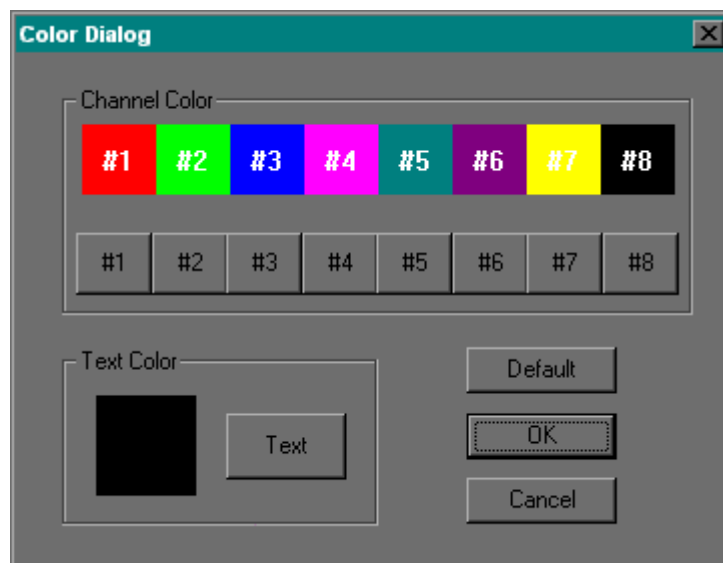 Color Dialog
Channel Color
#1 #2 #3 #4 #5 #6 #7 #8
#1 #2 #3 #4 #5 #6 #7 #8
Text Color
Text
Default
OK
Cancel